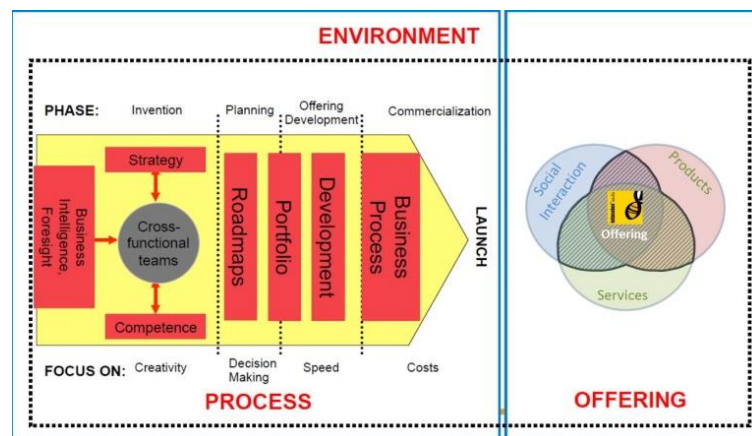 ENVIRONMENT
PHASE:
Invention
Planning
Offering
Development
Commercialization
Business
Intelligence,
Foresight
Strategy
Cross-
functional
teams
Competence
Roadmaps
Portfolio
Development
Business
Process
LAUNCH
FOCUS ON:
Creativity
Decision
Making
Speed
Costs
PROCESS
Social
Interaction
Products
Offering
Services
OFFERING